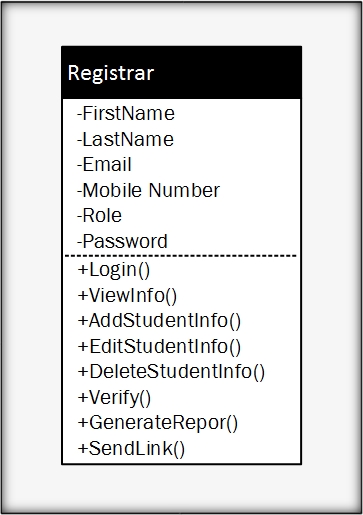 Registrar
-FirstName
-LastName
-Email
-Mobile Number
-Role
-Password
+Login()
+ViewInfo()
+AddStudentInfo()
+EditStudentInfo()
+DeleteStudentInfo()
+Verify()
+GenerateRepor()
+SendLink()